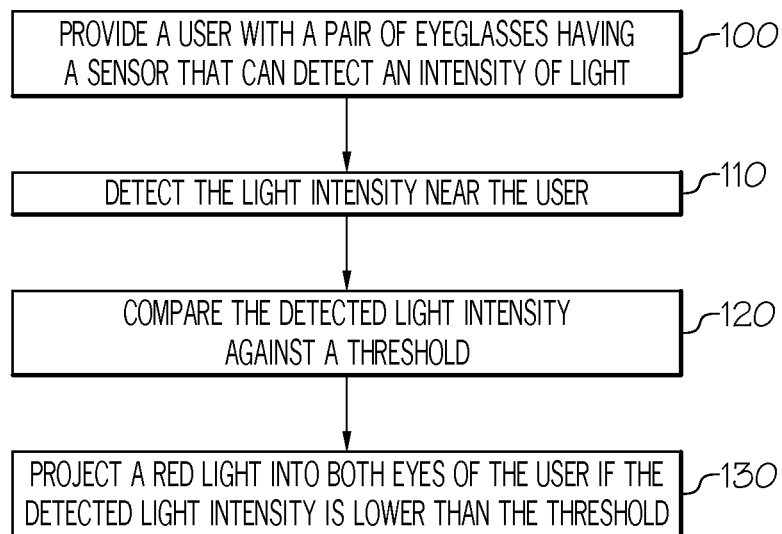 PROVIDE A USER WITH A PAIR OF EYEGLASSES HAVING
A SENSOR THAT CAN DETECT AN INTENSITY OF LIGHT
100
DETECT THE LIGHT INTENSITY NEAR THE USER
110
COMPARE THE DETECTED LIGHT INTENSITY
AGAINST A THRESHOLD
120
PROJECT A RED LIGHT INTO BOTH EYES OF THE USER IF THE
DETECTED LIGHT INTENSITY IS LOWER THAN THE THRESHOLD
130